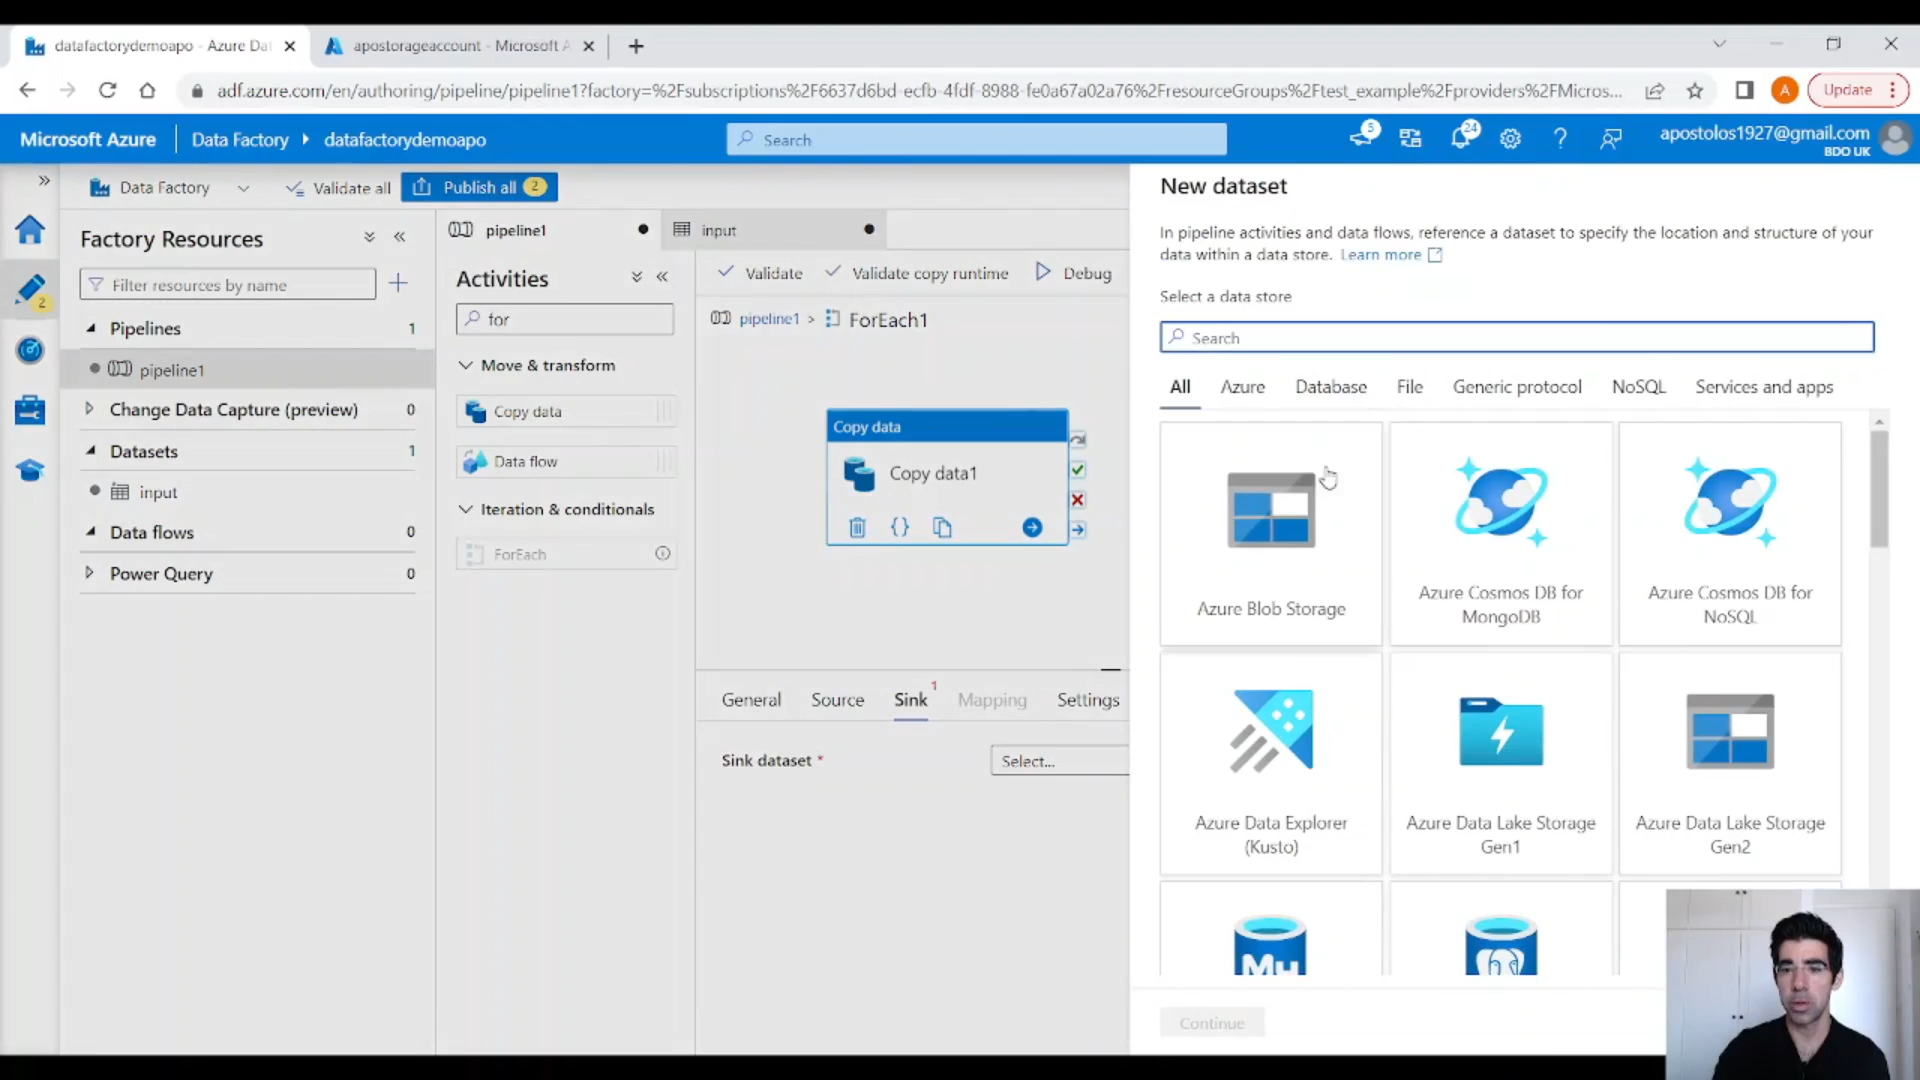 datafactorydemoapo - Azure Dat
apostorageaccount - Microsoft A
adf.azure.com/en/authoring/pipeline/pipeline1?factory=%2Fsubscriptions%2F6637d6bd-ecfb-4fdf-8988-fe0a67a02a76%2FresourceGroups%2Ftest_example%2Fproviders%2FMicros...
A
Update
Microsoft Azure
Data Factory
datafactorydemoapo
Search
5
24
apostolos1927@gmail.com
BDO UK
Data Factory
Validate all
Publish all
2
2
Factory Resources
Filter resources by name
Pipelines
1
pipeline1
Change Data Capture (preview)
0
Datasets
1
input
Data flows
0
Power Query
0
pipeline1
input
Activities
for
Move & transform
Copy data
Data flow
Iteration & conditionals
ForEach
Validate
Validate copy runtime
Debug
pipeline1 > ForEach1
Copy data
Copy data1
General
Source
Sink
1
Mapping
Settings
Sink dataset *
Select...
New dataset
In pipeline activities and data flows, reference a dataset to specify the location and structure of your
data within a data store. Learn more
Select a data store
Search
All
Azure
Database
File
Generic protocol
NoSQL
Services and apps
Azure Blob Storage
Azure Cosmos DB for
MongoDB
Azure Cosmos DB for
NoSQL
Azure Data Explorer
(Kusto)
Azure Data Lake Storage
Gen1
Azure Data Lake Storage
Gen2
My
Continue